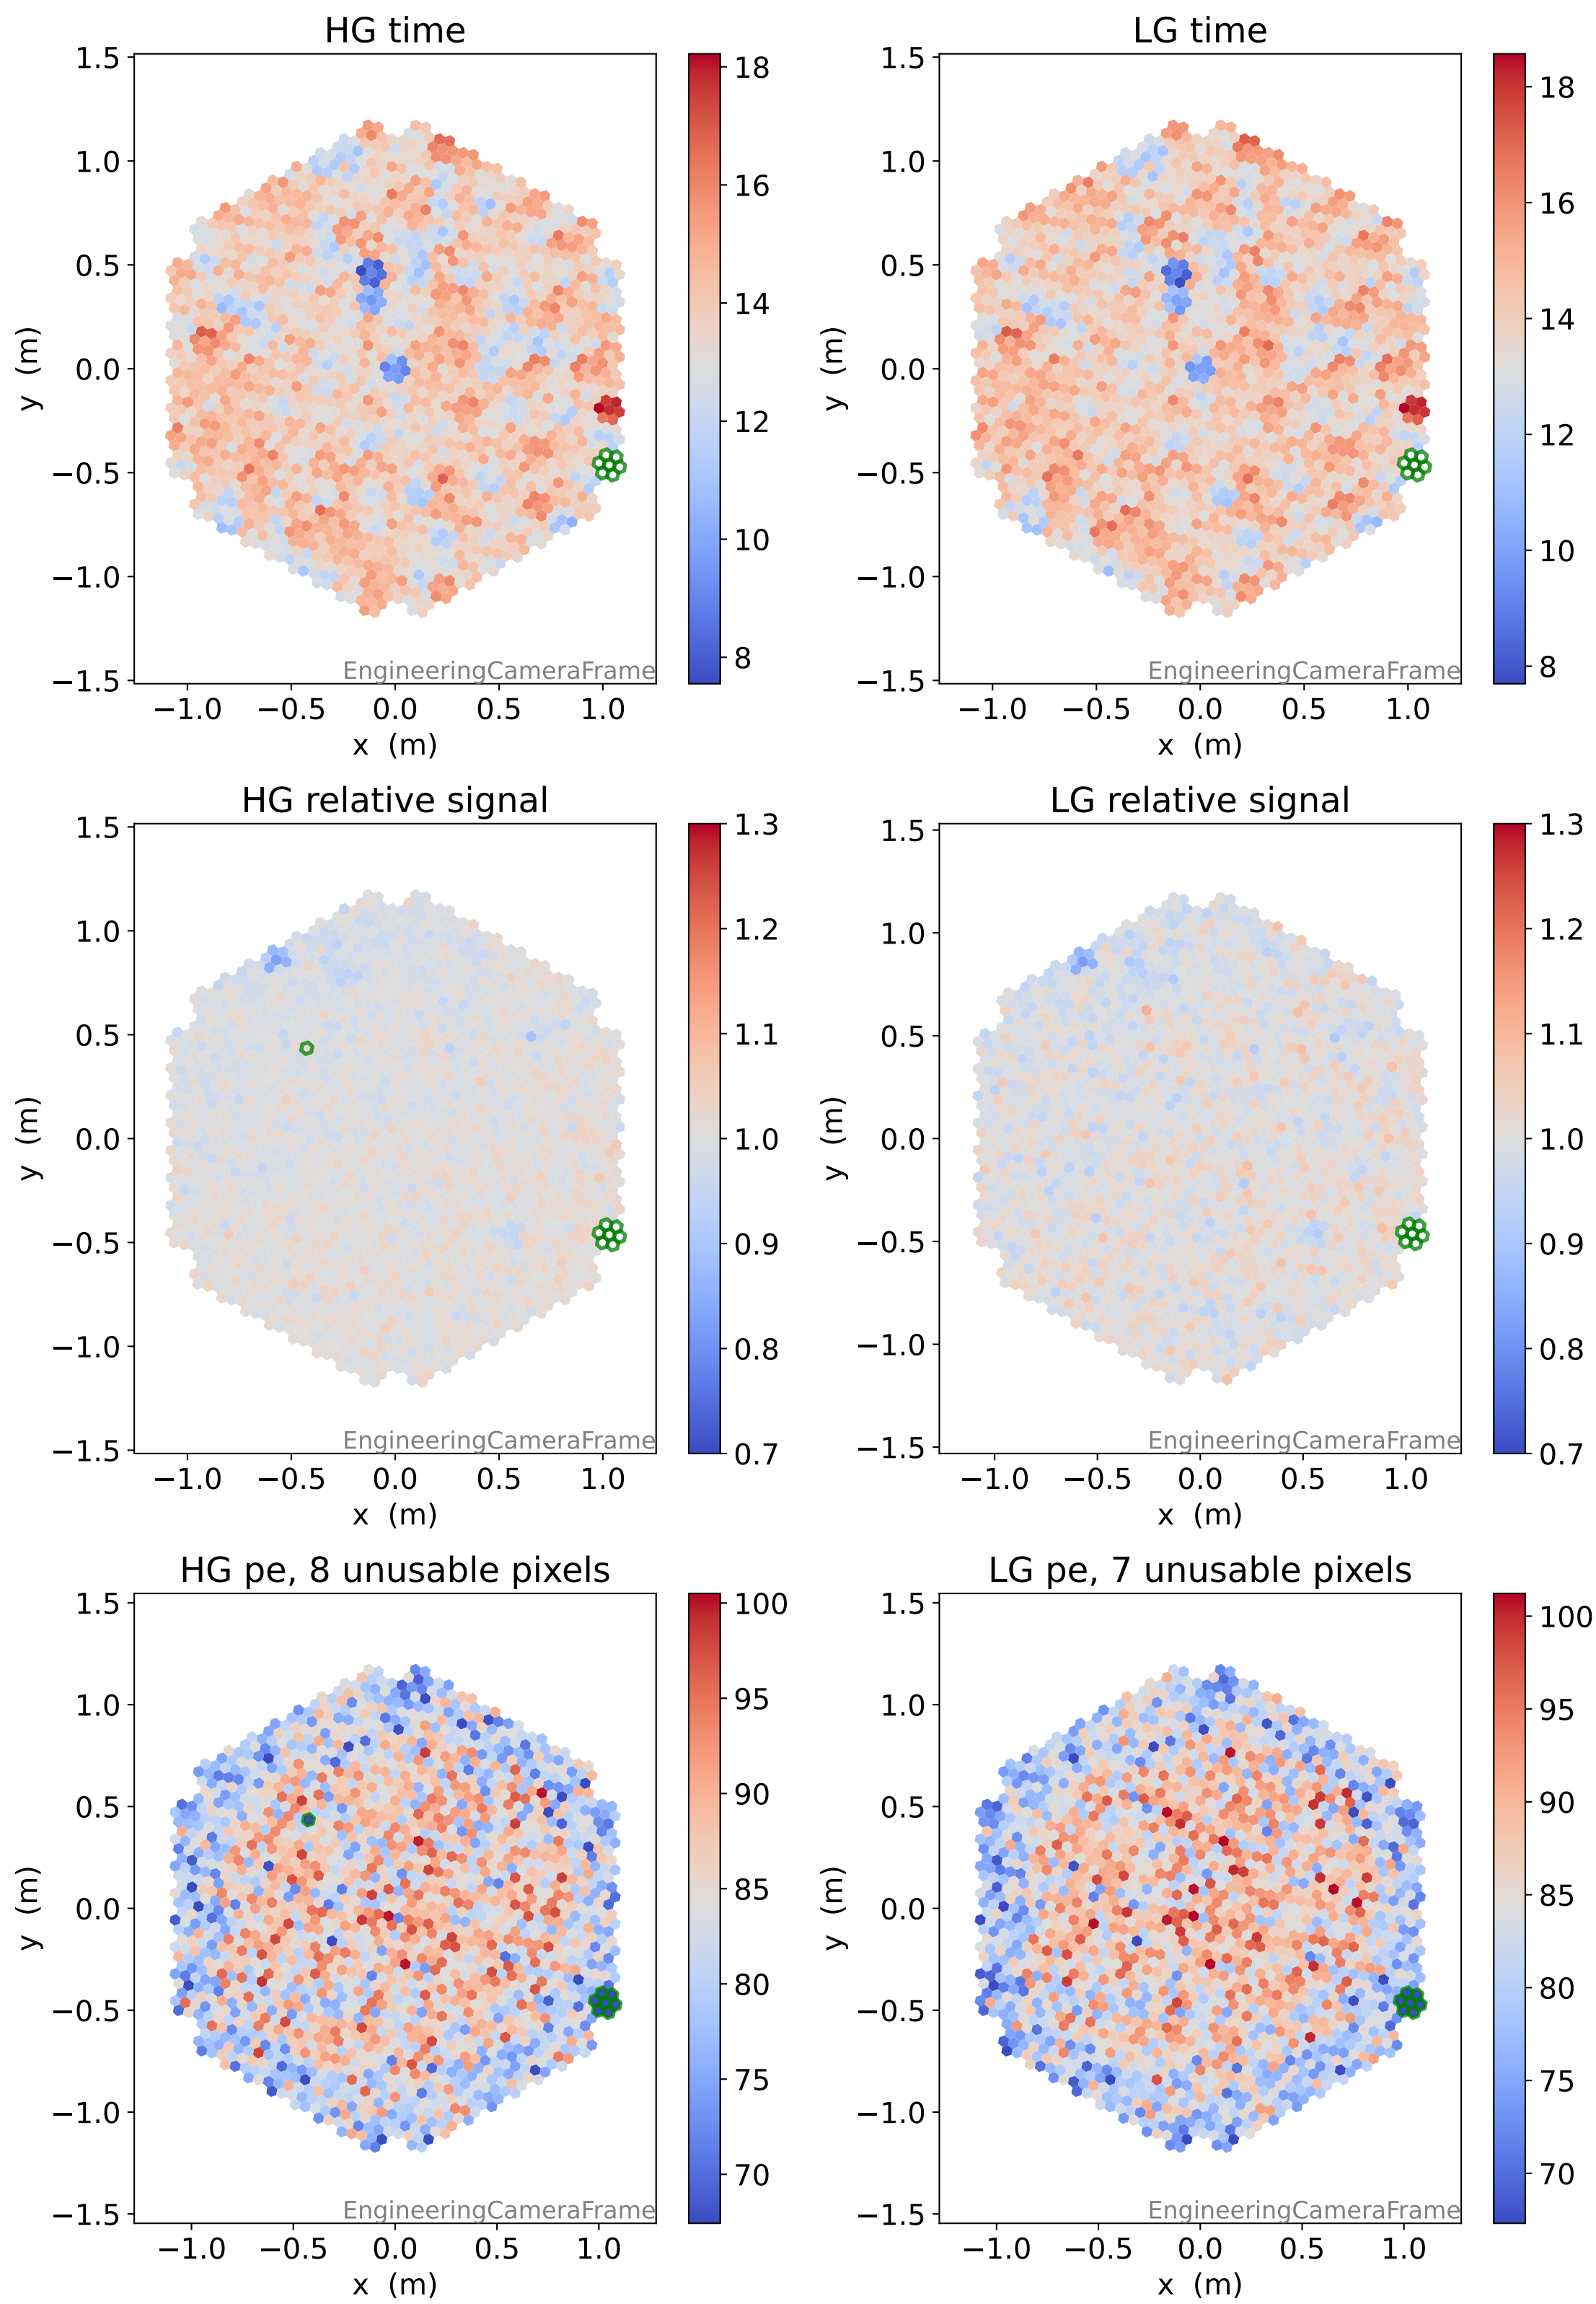 HG time
LG time
1.5
1.0
0.5
0.0
−0.5
−1.0
−1.5
y (m)
−1.0 −0.5 0.0 0.5 1.0
x (m)
EngineeringCameraFrame
18
16
14
12
10
8
1.5
1.0
0.5
0.0
−0.5
−1.0
−1.5
y (m)
−1.0 −0.5 0.0 0.5 1.0
x (m)
EngineeringCameraFrame
18
16
14
12
10
8
HG relative signal
LG relative signal
1.5
1.0
0.5
0.0
−0.5
−1.0
−1.5
y (m)
−1.0 −0.5 0.0 0.5 1.0
x (m)
EngineeringCameraFrame
1.3
1.2
1.1
1.0
0.9
0.8
0.7
1.5
1.0
0.5
0.0
−0.5
−1.0
−1.5
y (m)
−1.0 −0.5 0.0 0.5 1.0
x (m)
EngineeringCameraFrame
1.3
1.2
1.1
1.0
0.9
0.8
0.7
HG pe, 8 unusable pixels
LG pe, 7 unusable pixels
1.5
1.0
0.5
0.0
−0.5
−1.0
−1.5
y (m)
−1.0 −0.5 0.0 0.5 1.0
x (m)
EngineeringCameraFrame
100
95
90
85
80
75
70
1.5
1.0
0.5
0.0
−0.5
−1.0
−1.5
y (m)
−1.0 −0.5 0.0 0.5 1.0
x (m)
EngineeringCameraFrame
100
95
90
85
80
75
70